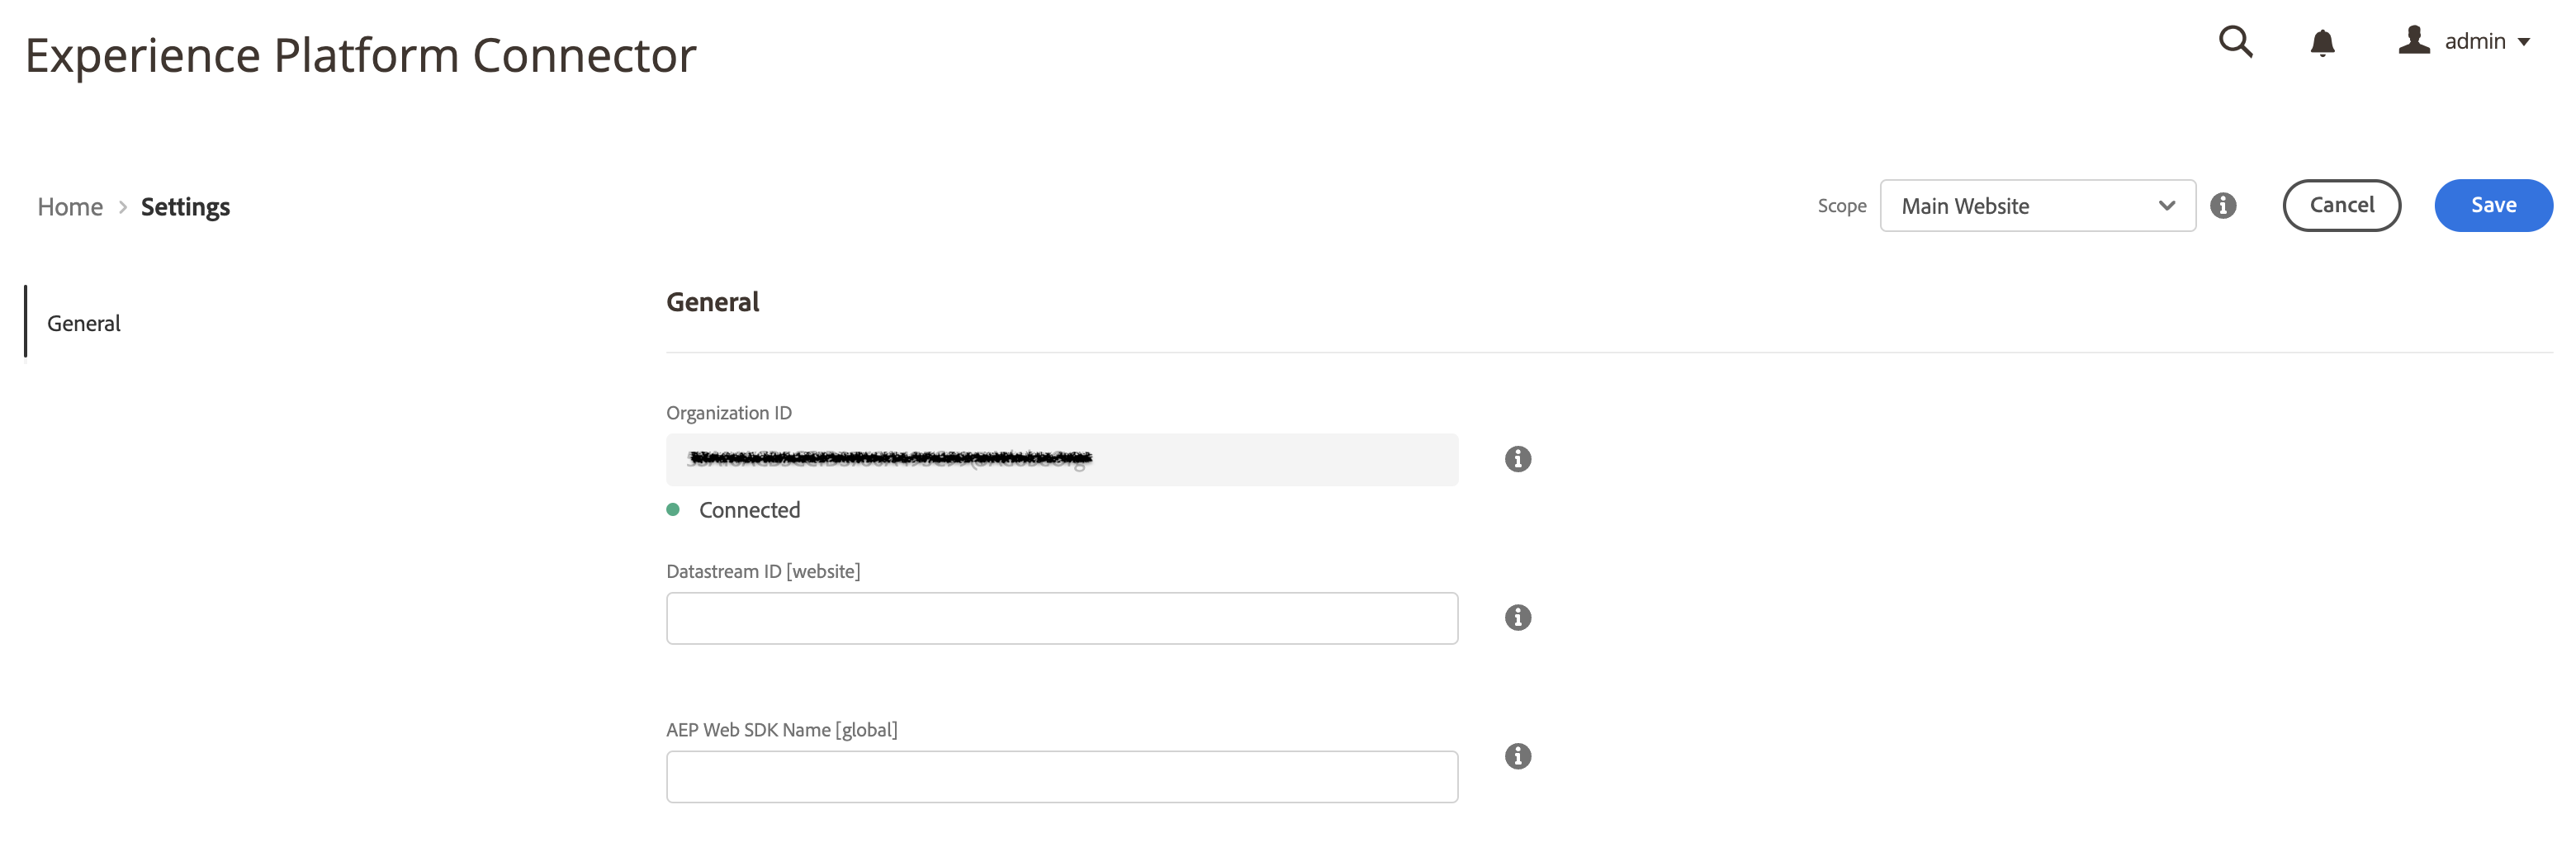 Experience Platform Connector
admin
Home > Settings
Scope Main Website Cancel Save
General
General
Organization ID
Connected
Datastream ID [website]
AEP Web SDK Name [global]